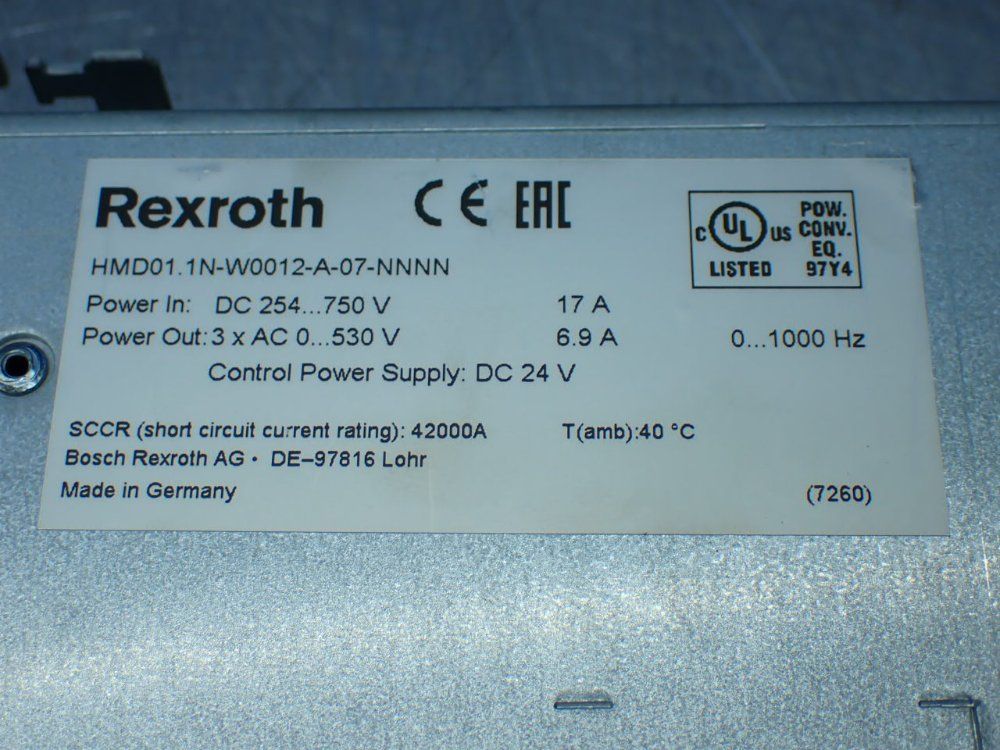 Rexroth CE EAC
C UL US LISTED
POW. CONV. EQ. 97Y4
HMD01.1N-W0012-A-07-NNNN
Power In: DC 254...750 V 17 A
Power Out: 3 x AC 0...530 V 6.9 A 0...1000 Hz
Control Power Supply: DC 24 V
SCCR (short circuit current rating): 42000A T(amb):40 °C
Bosch Rexroth AG • DE–97816 Lohr
Made in Germany (7260)